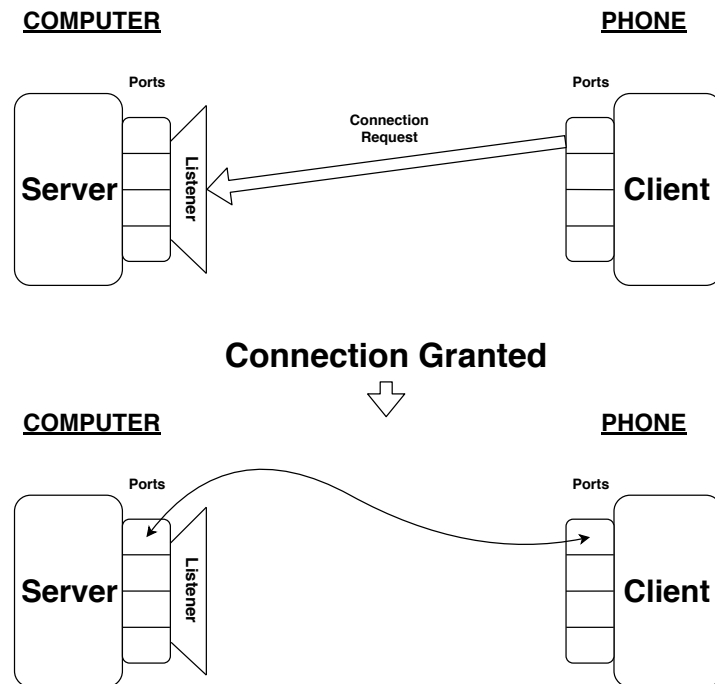 COMPUTER
PHONE
Ports
Ports
Connection
Request
Server
Listener
Client
Connection Granted
COMPUTER
PHONE
Ports
Ports
Server
Listener
Client